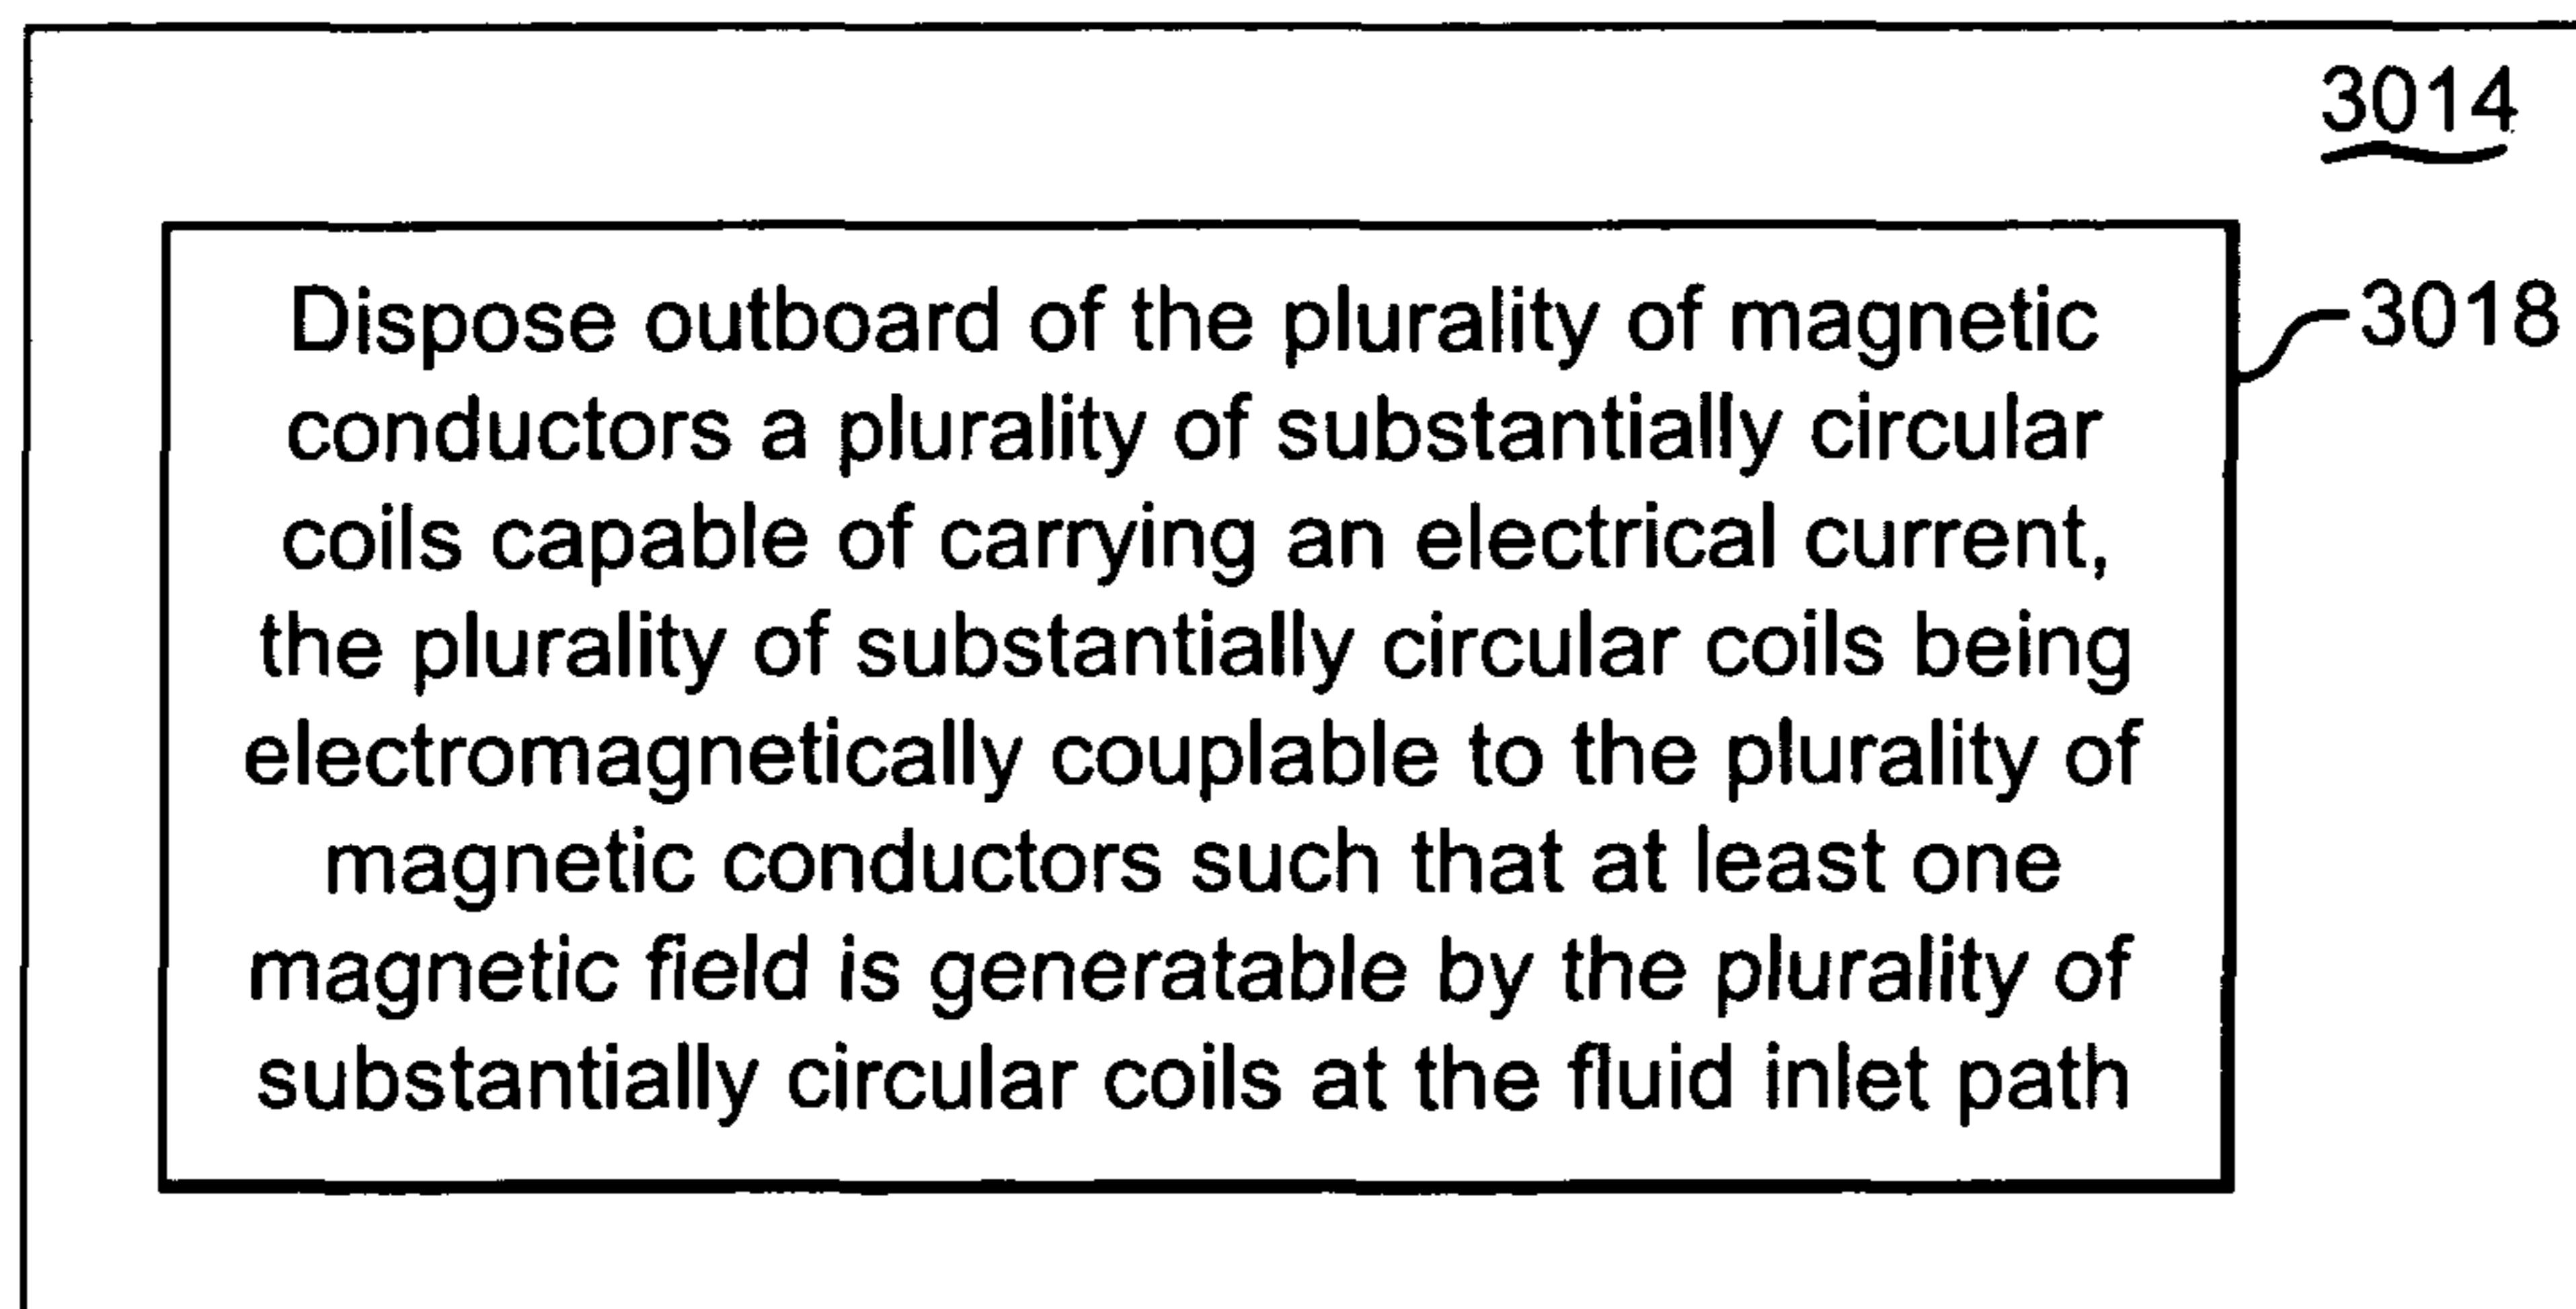 3014
Dispose outboard of the plurality of magnetic
conductors a plurality of substantially circular
coils capable of carrying an electrical current,
the plurality of substantially circular coils being
electromagnetically couplable to the plurality of
magnetic conductors such that at least one
magnetic field is generatable by the plurality of
substantially circular coils at the fluid inlet path
3018